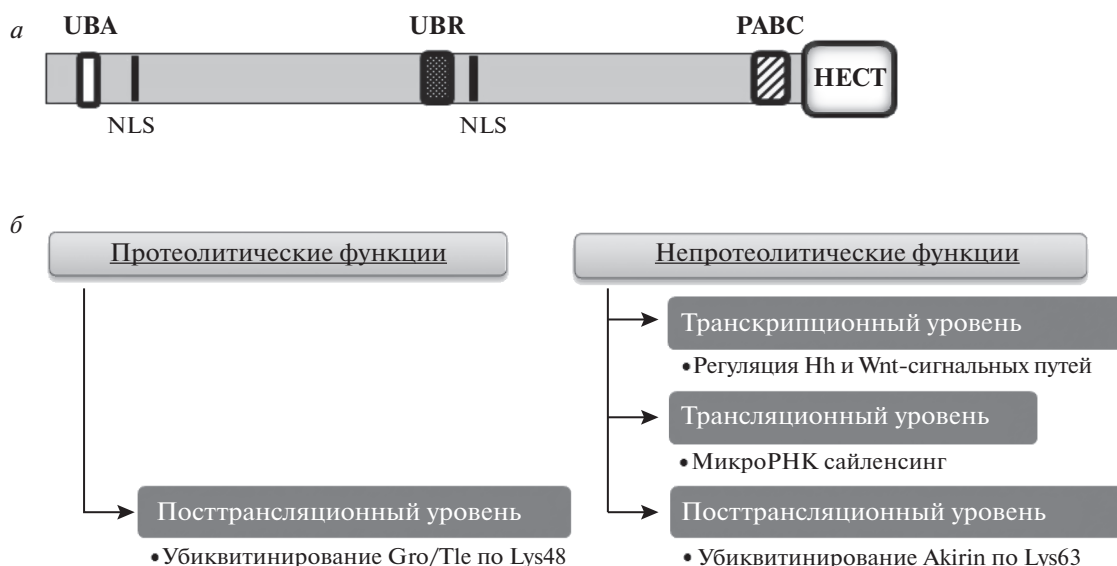 а
UBA UBR PABC
HECT
NLS NLS
б
Протеолитические функции
Непротеолитические функции
Транскрипционный уровень
•Регуляция Hh и Wnt-сигнальных путей
Трансляционный уровень
•МикроРНК сайленсинг
Посттрансляционный уровень
•Убиквитинирование Gro/Tle по Lys48
Посттрансляционный уровень
• Убиквитинирование Akirin по Lys63